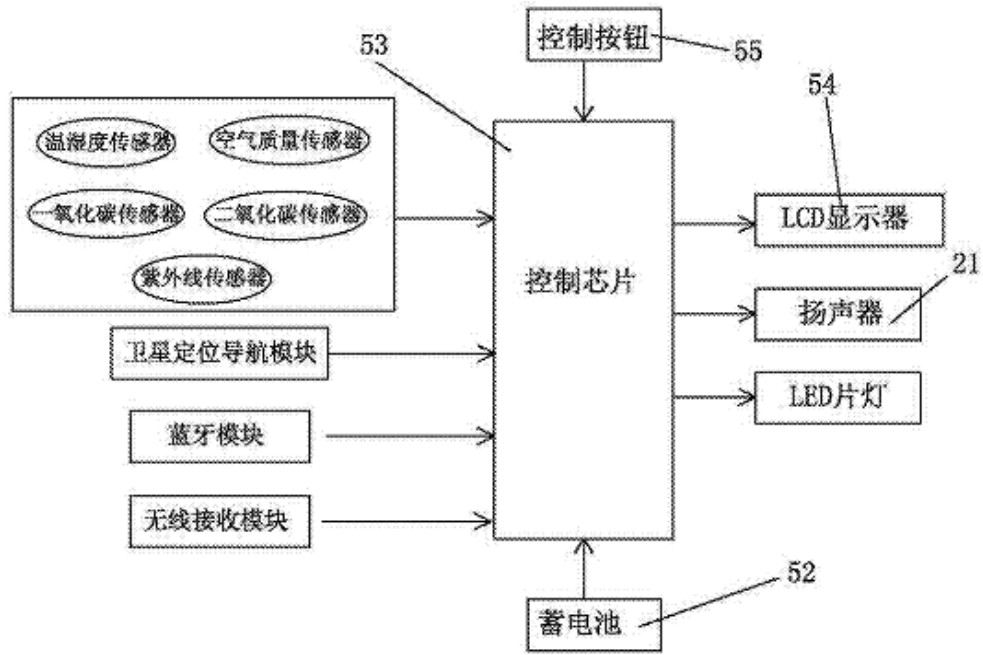 控制按钮
55
53
54
温湿度传感器
空气质量传感器
一氧化碳传感器
二氧化碳传感器
紫外线传感器
LCD显示器
控制芯片
21
扬声器
卫星定位导航模块
LED片灯
蓝牙模块
无线接收模块
52
蓄电池